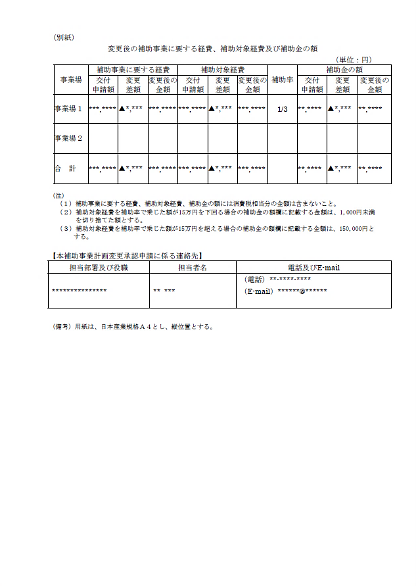 (別紙)
変更後の補助事業に要する経費、補助対象経費及び補助金の額
(単位：円)
事業場 補助事業に要する経費 補助対象経費 補助率 補助金の額
交付申請額 変更差額 変更後の金額 交付申請額 変更差額 変更後の金額 交付申請額 変更差額 変更後の金額
事業場１ ***,**** ▲*,*** ***,**** ***,**** ▲*,*** ***,**** 1/3 **,**** ▲*,*** **,****
事業場２
合　計 ***,**** ▲*,*** ***,**** ***,**** ▲*,*** ***,**** **,**** ▲*,*** **,****
(注)
(１) 補助事業に要する経費、補助対象経費、補助金の額には消費税相当分の金額は含まないこと。
(２) 補助対象経費を補助率で乗じた額が15万円を下回る場合の補助金の額欄に記載する金額は、1,000円未満
を切り捨てた額とする。
(３) 補助対象経費を補助率で乗じた額が15万円を超える場合の補助金の額欄に記載する金額は、150,000円と
する。
【本補助事業計画変更承認申請に係る連絡先】
担当部署及び役職 担当者名 電話及びE-mail
*************** ** *** (電話) **-****-****
(E-mail) ******@******
(備考) 用紙は、日本産業規格Ａ４とし、縦位置とする。